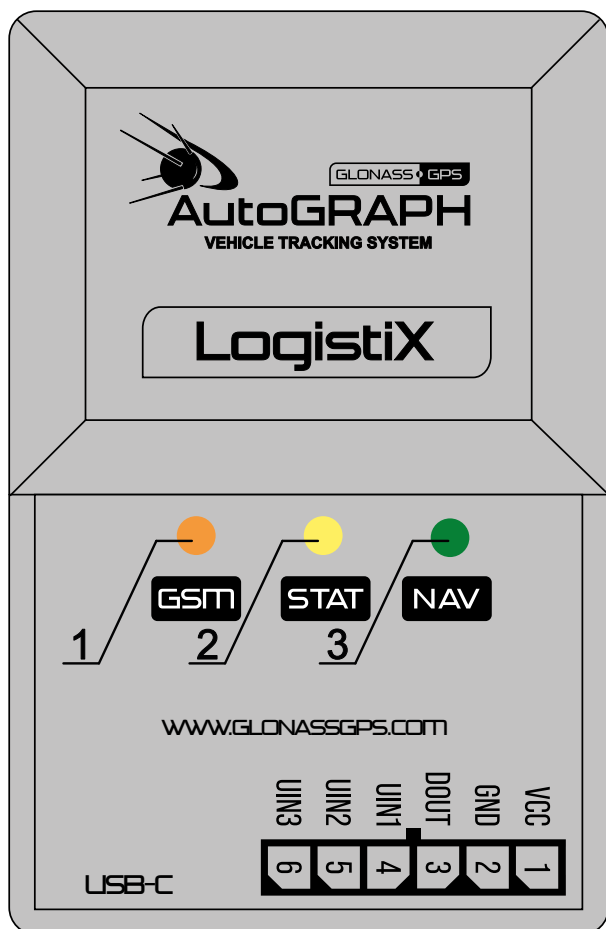 GLONASS GPS
AutoGRAPH
VEHICLE TRACKING SYSTEM
LogistiX
GSM STAT NAV
1 2 3
WWW.GLONASSGPS.COM
UIN3 UIN2 UIN1 DOUT GND VCC
6 5 4 3 2 1
USB-C